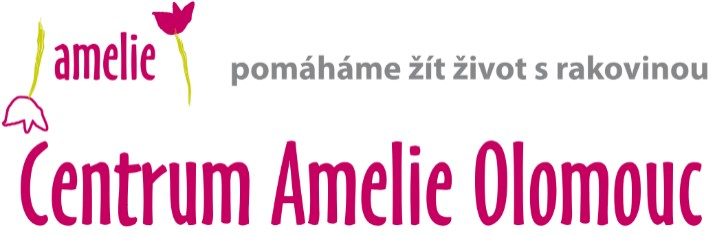 amelie
pomáháme žít život s rakovinou
Centrum Amelie Olomouc